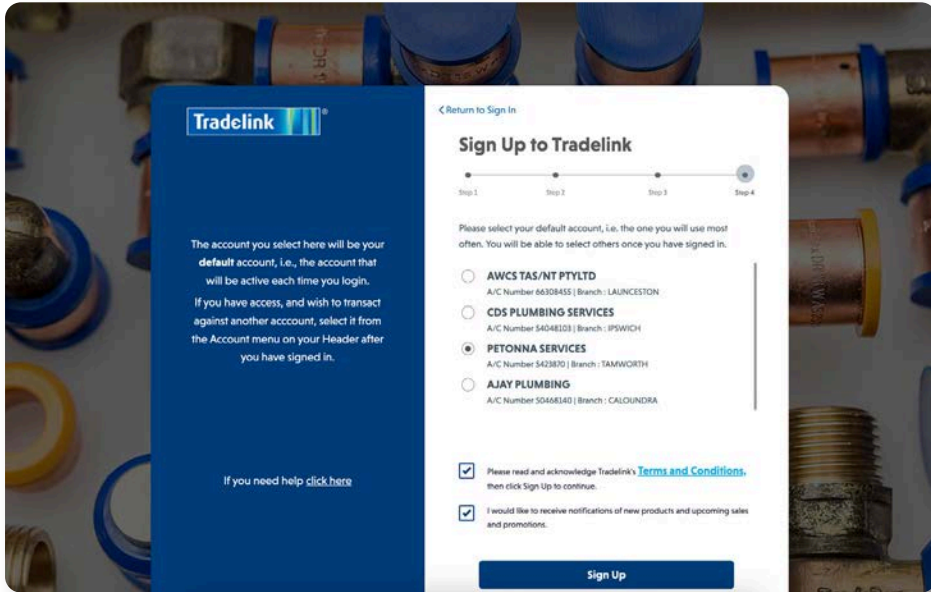 Tradelink
®
The account you select here will be your
default account, i.e., the account that
will be active each time you login.
If you have access, and wish to transact
against another acccount, select it from
the Account menu on your Header after
you have signed in.
If you need help click here
Return to Sign In
Sign Up to Tradelink
Step 1
Step 2
Step 3
Step 4
Please select your default account, i.e. the one you will use most
often. You will be able to select others once you have signed in.
AWCS TAS/NT PTYLTD
A/C Number 66308455 | Branch : LAUNCESTON
CDS PLUMBING SERVICES
A/C Number 54048103 | Branch : IPSWICH
PETONNA SERVICES
A/C Number 5423870 | Branch : TAMWORTH
AJAY PLUMBING
A/C Number 50468140 | Branch : CALOUNDRA
Please read and acknowledge Tradelink's Terms and Conditions,
then click Sign Up to continue.
I would like to receive notifications of new products and upcoming sales
and promotions.
Sign Up